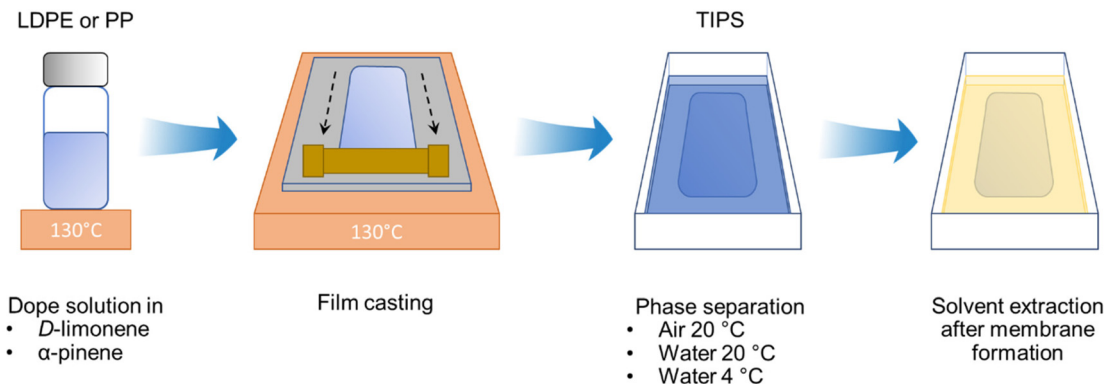 LDPE or PP
TIPS
130°C
130°C
Dope solution in
• D-limonene
• α-pinene
Film casting
Phase separation
• Air 20 °C
• Water 20 °C
• Water 4 °C
Solvent extraction
after membrane
formation